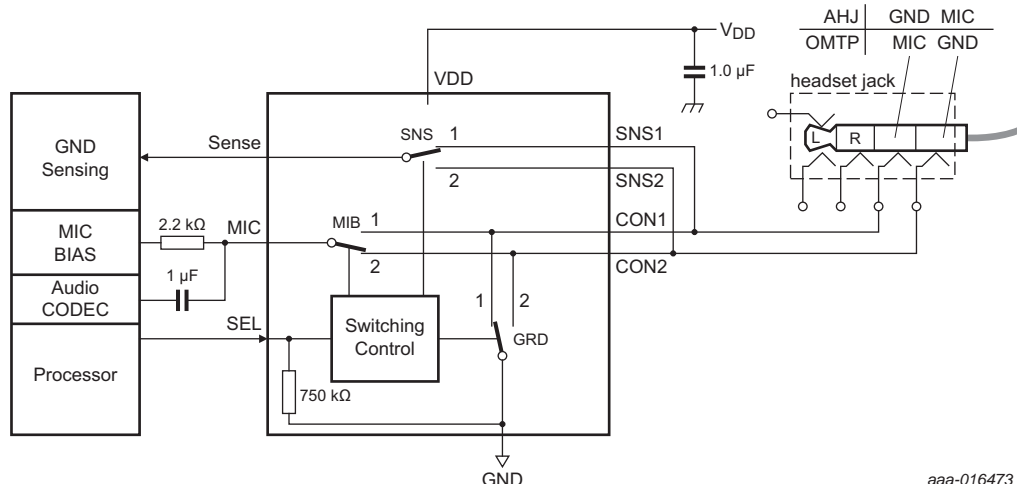 AHJ GND MIC
OMTP MIC GND
VDD
1.0 µF
VDD
headset jack
L R
GND
Sensing
Sense
SNS
1
2
SNS1
SNS2
MIC
BIAS
2.2 kΩ
MIC
MIB
1
2
CON1
CON2
Audio
CODEC
1 µF
1 2
SEL
Switching
Control
GRD
Processor
750 kΩ
GND
aaa-016473